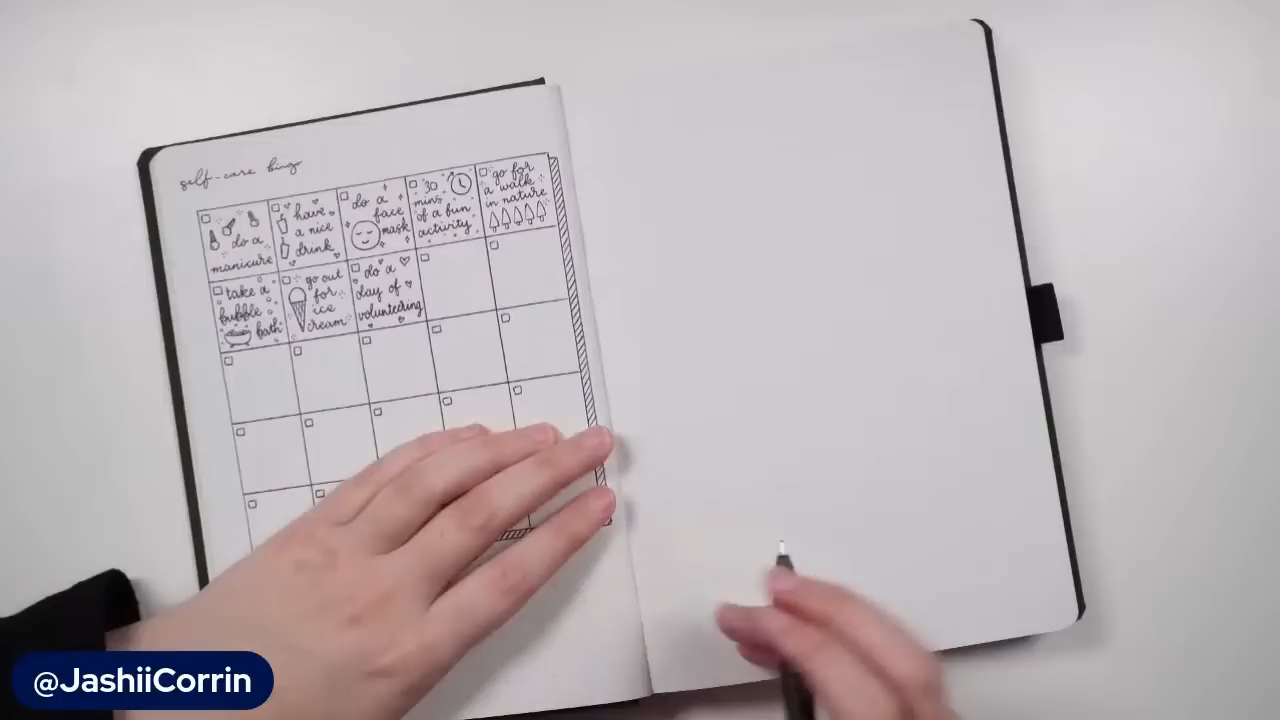 self-care bingo
do a
manicure
have
a nice
drink
do a
face
mask
30
mins
of a fun
activity
go for
a walk
in nature
take a
bubble
bath
go out
for
ice
cream
do a
day of
volunteering
@JashiiCorrin